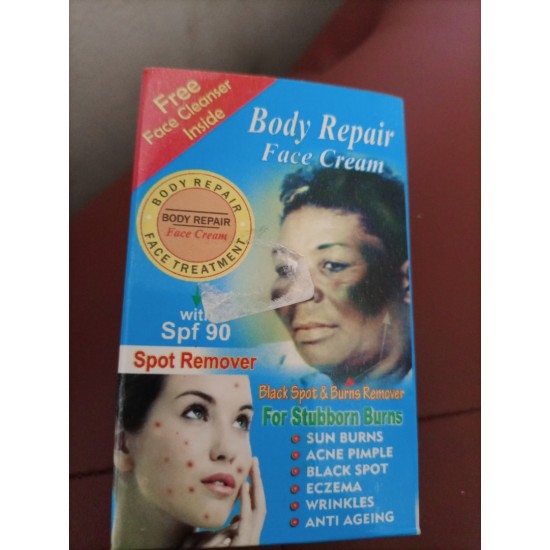 Free
Face Cleanser
Inside
Body Repair
Face Cream
BODY REPAIR
BODY REPAIR
Face Cream
FACE TREATMENT
with
Spf 90
Spot Remover
Black Spot & Burns Remover
For Stubborn Burns
SUN BURNS
ACNE PIMPLE
BLACK SPOT
ECZEMA
WRINKLES
ANTI AGEING